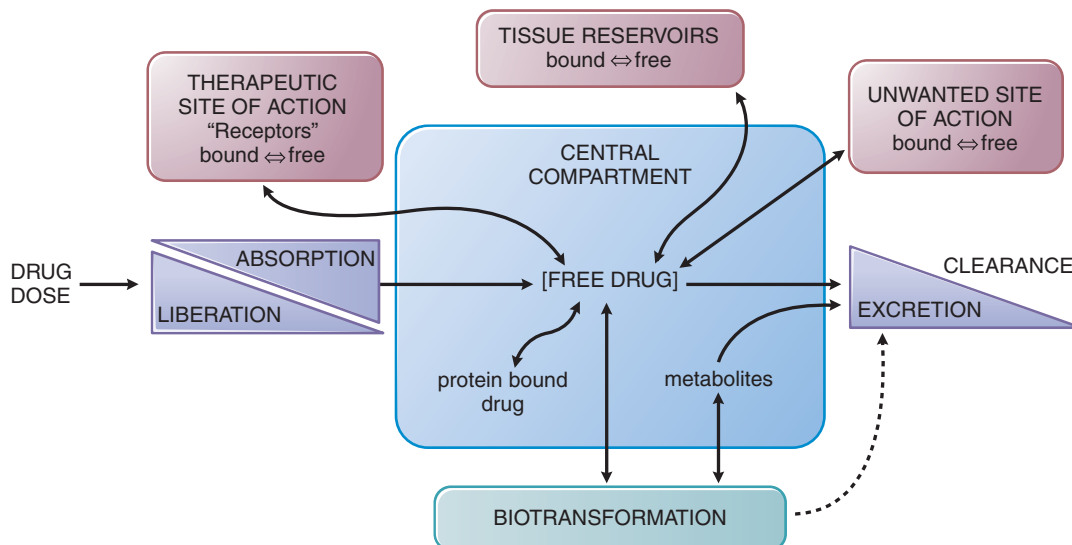 TISSUE RESERVOIRS
bound ⇔ free
THERAPEUTIC
SITE OF ACTION
“Receptors”
bound ⇔ free
UNWANTED SITE
OF ACTION
bound ⇔ free
CENTRAL
COMPARTMENT
DRUG
DOSE
ABSORPTION
LIBERATION
[FREE DRUG]
CLEARANCE
EXCRETION
protein bound
drug
metabolites
BIOTRANSFORMATION